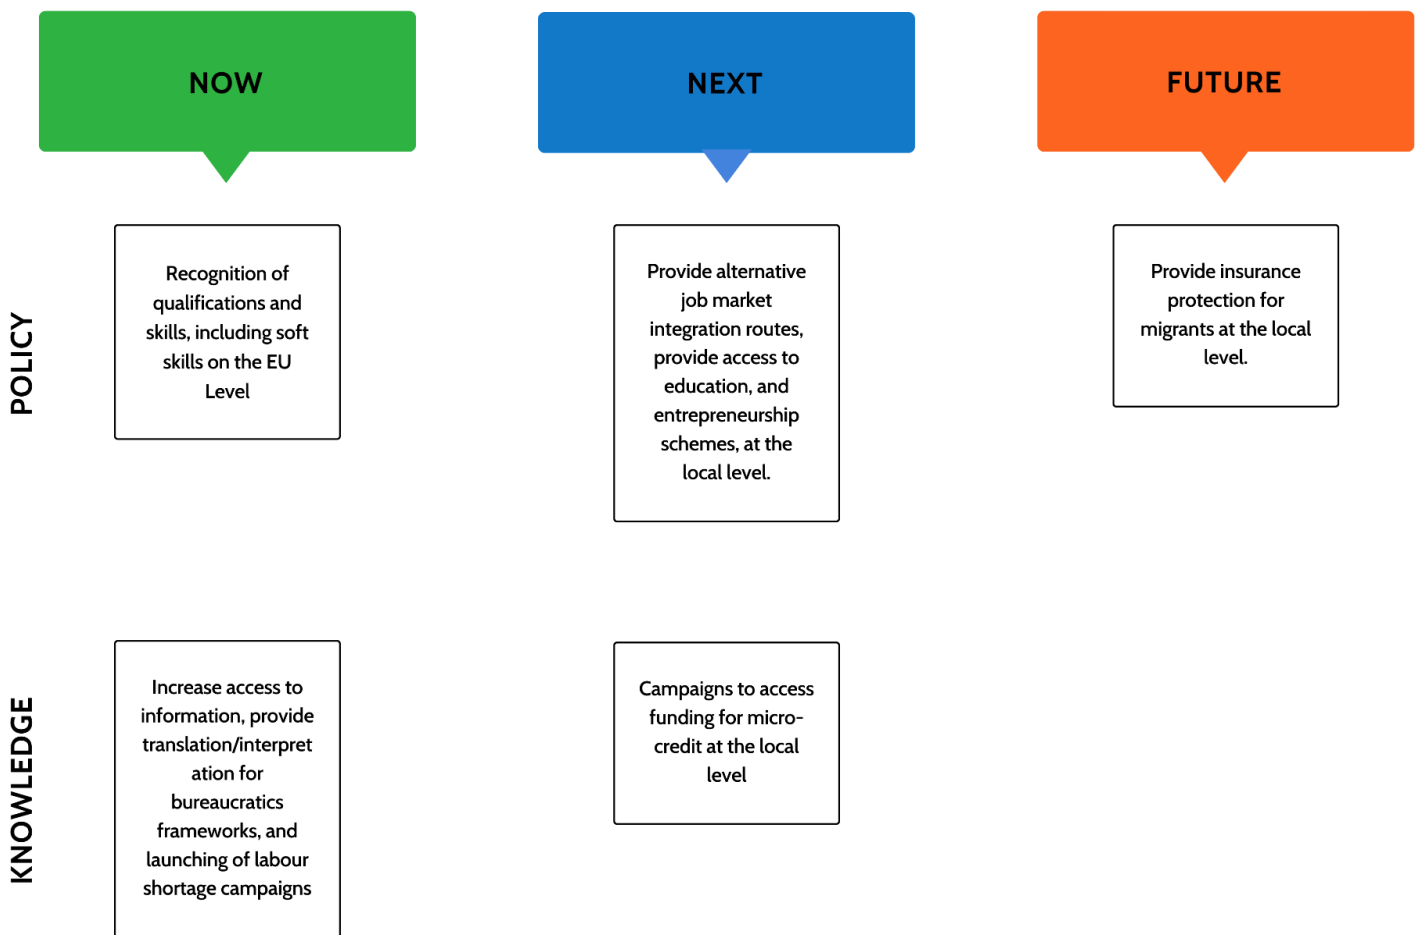 NOW
NEXT
FUTURE
POLICY
Recognition of
qualifications and
skills, including soft
skills on the EU
Level
Provide alternative
job market
integration routes,
provide access to
education, and
entrepreneurship
schemes, at the
local level.
Provide insurance
protection for
migrants at the local
level.
KNOWLEDGE
Increase access to
information, provide
translation/interpret
ation for
bureaucratics
frameworks, and
launching of labour
shortage campaigns
Campaigns to access
funding for micro-
credit at the local
level